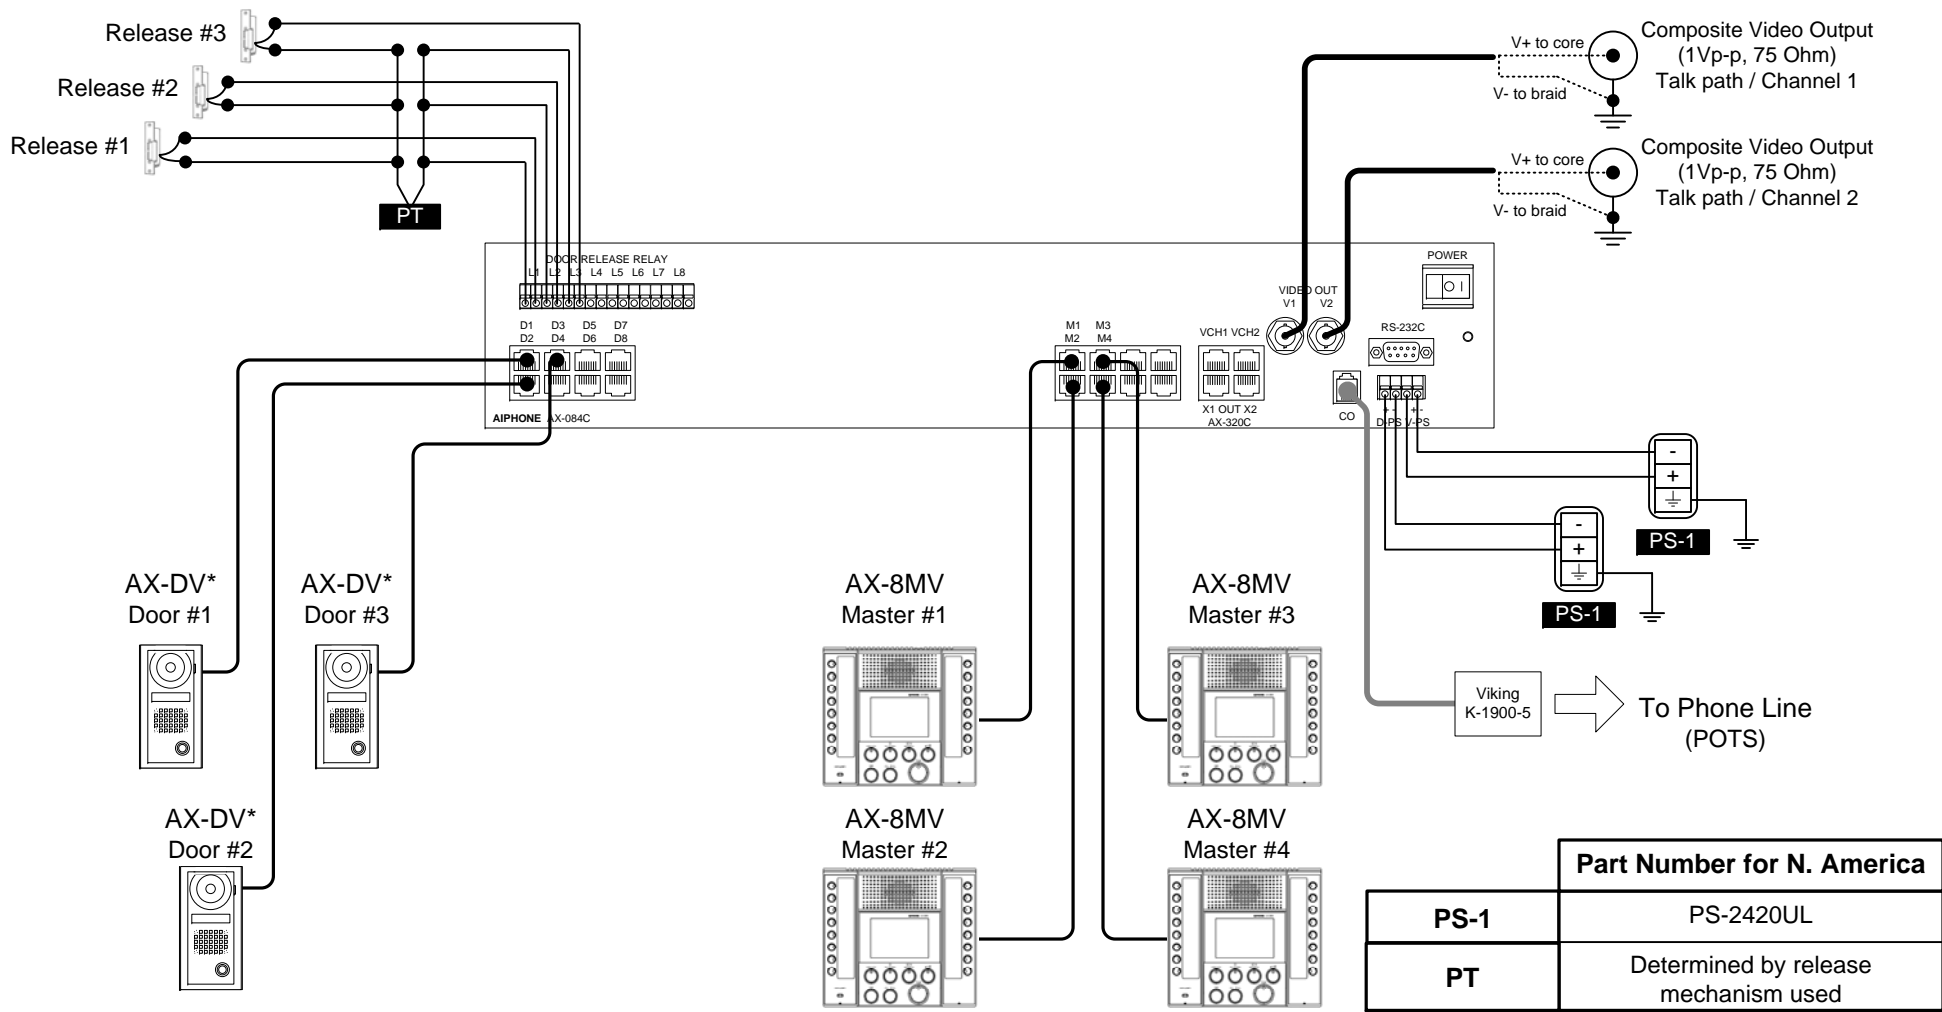 Release #3
Release #2
Release #1
PT
V+ to core
V- to braid
Composite Video Output
(1Vp-p, 75 Ohm)
Talk path / Channel 1
V+ to core
V- to braid
Composite Video Output
(1Vp-p, 75 Ohm)
Talk path / Channel 2
DOOR RELEASE RELAY
L1 L2 L3 L4 L5 L6 L7 L8
D1 D3 D5 D7
D2 D4 D6 D8
AIPHONE AX-084C
M1 M3
M2 M4
VCH1 VCH2
X1 OUT X2
AX-320C
VIDEO OUT
V1 V2
CO
RS-232C
POWER
+ - + -
D-PS V-PS
-
+
PS-1
-
+
PS-1
Viking
K-1900-5
To Phone Line
(POTS)
AX-DV*
Door #1
AX-DV*
Door #3
AX-DV*
Door #2
AX-8MV
Master #1
AX-8MV
Master #3
AX-8MV
Master #2
AX-8MV
Master #4
Part Number for N. America
PS-1
PS-2420UL
PT
Determined by release
mechanism used